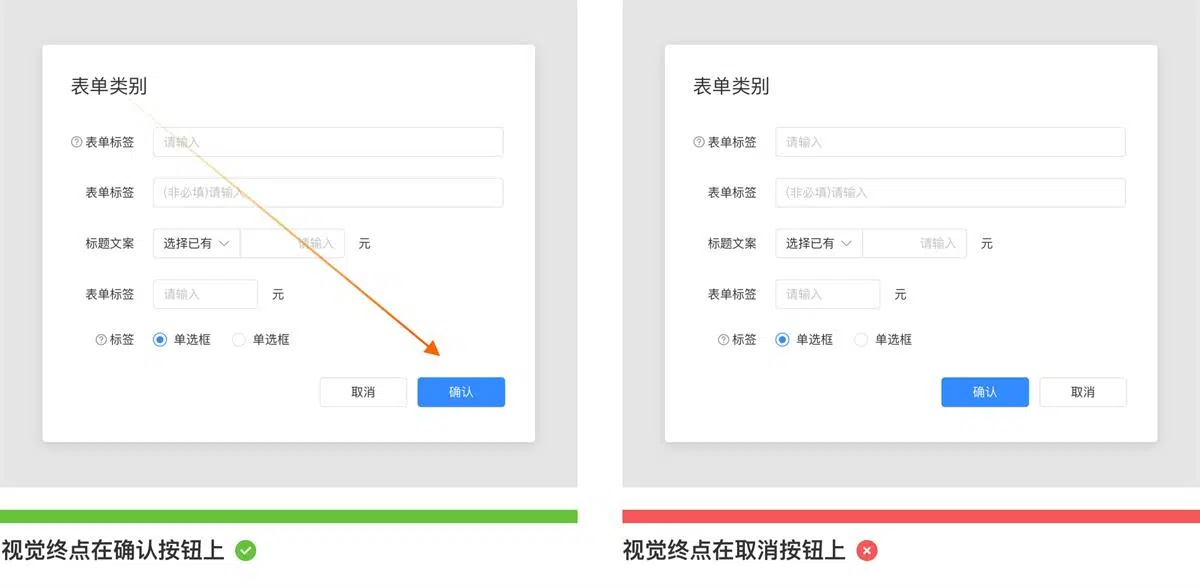 表单类别
表单标签 请输入
表单标签 (非必填)请输入
标题文案 选择已有 请输入 元
表单标签 请输入 元
标签 单选框 单选框
取消 确认
视觉终点在确认按钮上
表单类别
表单标签 请输入
表单标签 (非必填)请输入
标题文案 选择已有 请输入 元
表单标签 请输入 元
标签 单选框 单选框
确认 取消
视觉终点在取消按钮上